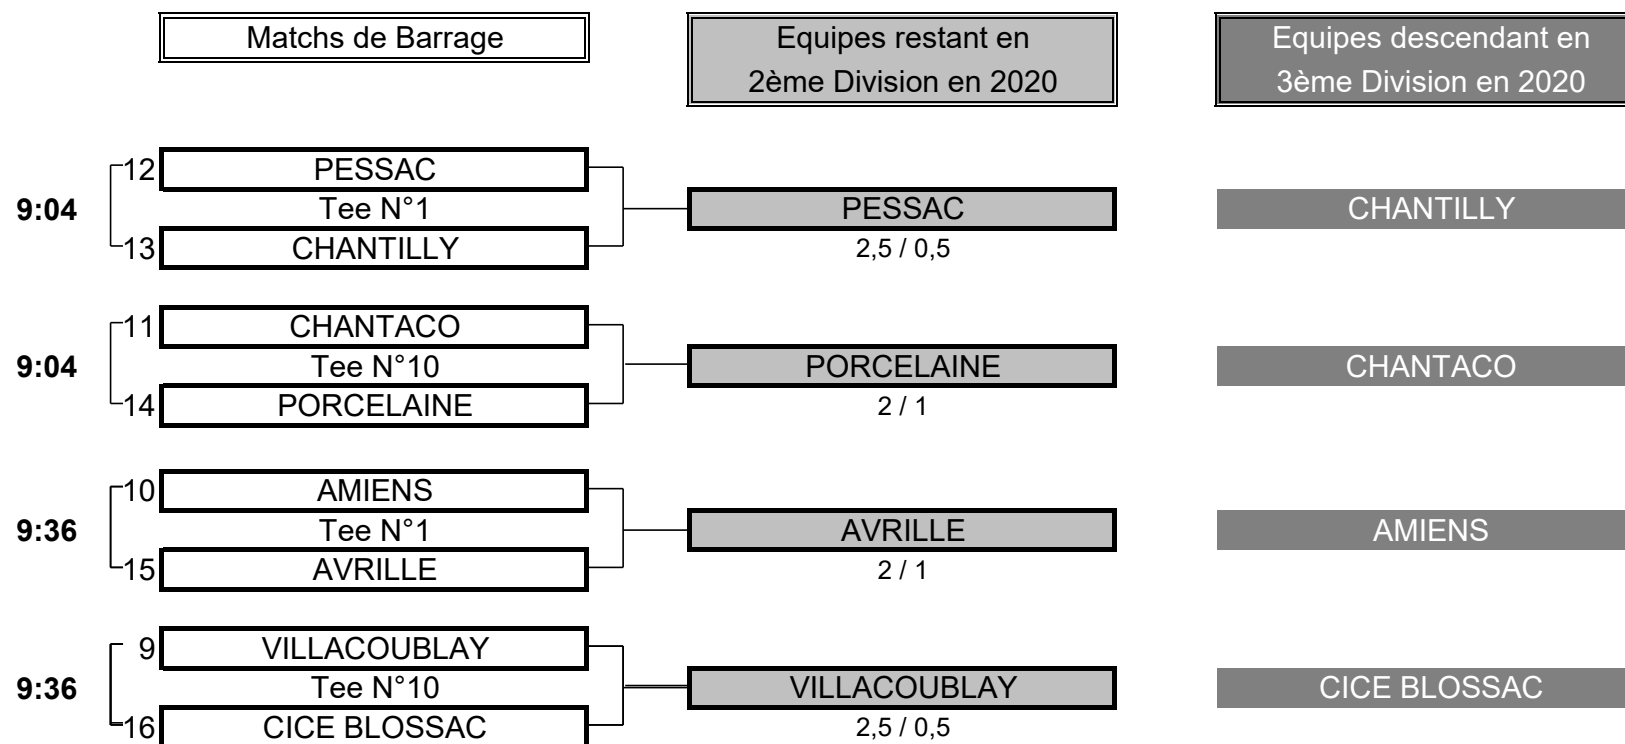 Matchs de Barrage
Equipes restant en
2ème Division en 2020
Equipes descendant en
3ème Division en 2020
12 PESSAC
9:04 Tee N°1 PESSAC CHANTILLY
13 CHANTILLY 2,5 / 0,5
11 CHANTACO
9:04 Tee N°10 PORCELAINE CHANTACO
14 PORCELAINE 2 / 1
10 AMIENS
9:36 Tee N°1 AVRILLE AMIENS
15 AVRILLE 2 / 1
9 VILLACOUBLAY
9:36 Tee N°10 VILLACOUBLAY CICE BLOSSAC
16 CICE BLOSSAC 2,5 / 0,5